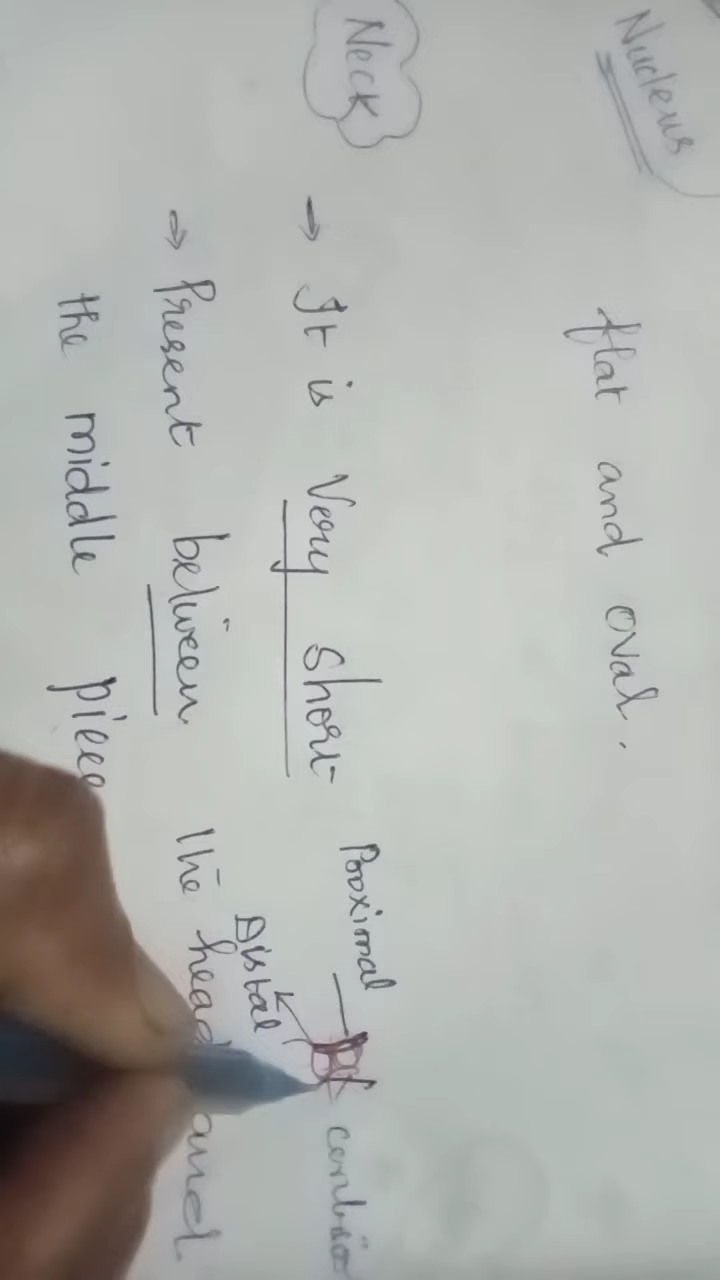 Nucleus
flat and oval.
Neck
→ It is Very short
Proximal
centrio
Distal
⇒ Present between the head and
the middle piece